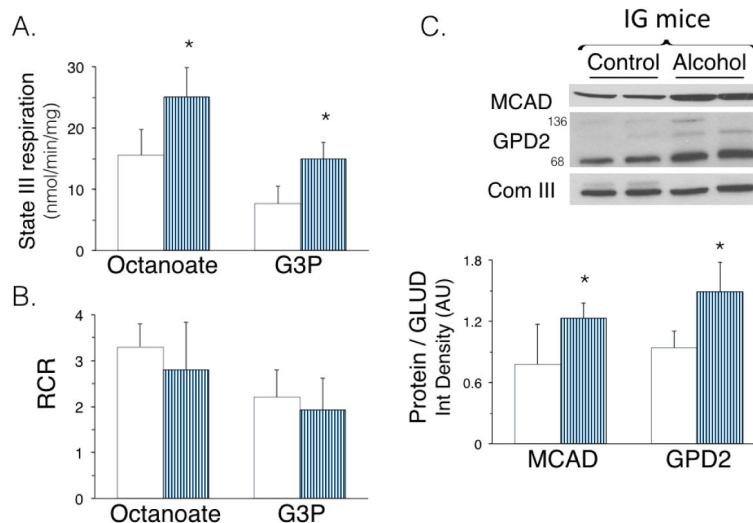 A.
State III respiration
(nmol/min/mg)
30
20
10
0
*
*
Octanoate
G3P
B.
RCR
4
3
2
1
0
Octanoate
G3P
C.
IG mice
Control
Alcohol
MCAD
136
GPD2
68
Com III
Protein / GLUD
Int Density (AU)
1.8
1.2
0.6
0
*
*
MCAD
GPD2